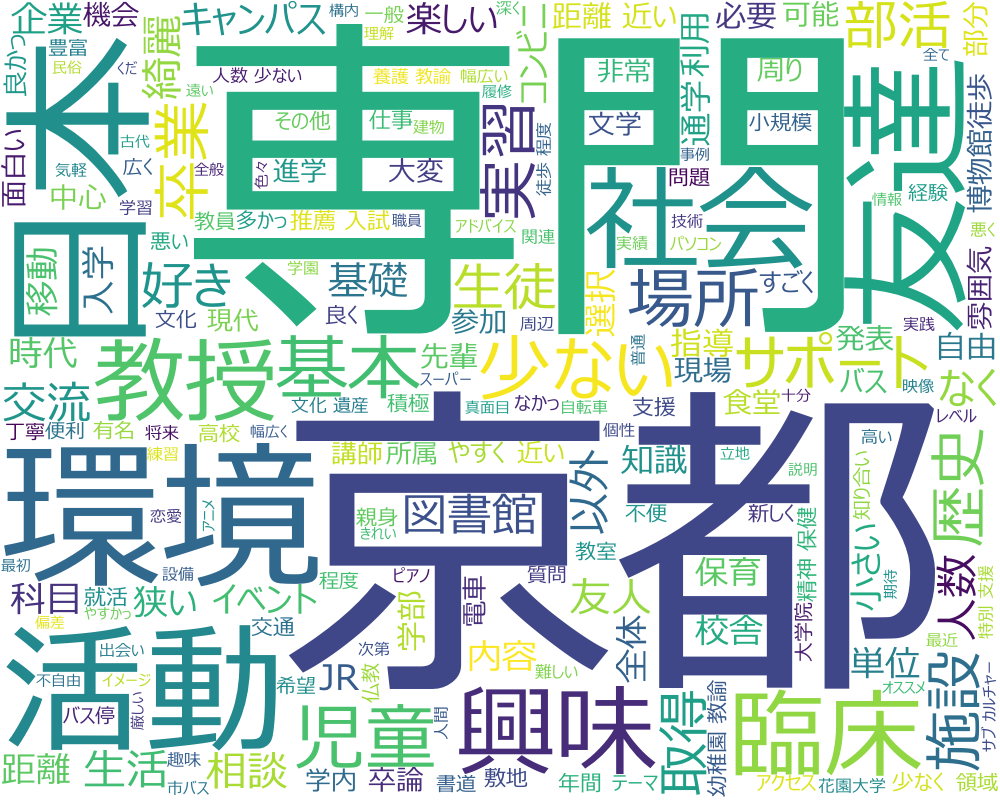 企業
機会
キャンパス
構内
一般
深く
楽しい
コンビニ
距離 近い
必要
可能
部活
部分
良かっ
豊富
民俗
くだ
綺麗
遠い
理解
人数 少ない
養護 教諭
幅広い
履修
非常
通学
利用
周り
全て
日本
専門
友達
面白い
古代
気軽
広く
全般
卒業
その他
仕事
建物
実習
程度
徒歩
文学
事例
小規模
博物館
徒歩
中心
学習
色々
進学
大変
社会
問題
情報
経験
教員
多かっ
推薦 入試
職員
アドバイス
関連
実績
技術
パソコン
悪く
雰囲気
悪い
移動
入学
好き
学園
基礎
生徒
選択
場所
すごく
文化
現代
良く
参加
周辺
発表
実践
自由
時代
教授
基本
先輩
少ない
普通
指導
現場
サポート
バス
映像
なく
交流
スーパー
文化 遺産
積極
真面目
なかっ
自転車
支援
食堂
十分
レベル
丁寧
便利
有名
将来
高校
幅広く
練習
京都
講師
所属
やすく
近い
個性
知識
立地
説明
高い
知り合い
歴史
環境
恋愛
アニメ
親身
きれい
図書館
以外
不便
新しく
最初
設備
程度
ピアノ
質問
教室
保育
精神 保健
小さい
期待
人数
特別 支援
科目
就活
やすかっ
狭い
イベント
学部
電車
友人
校舎
大学院
偏差
出会い
交通
次第
内容
全体
単位
最近
活動
不自由
イメージ
希望
JR
仏教
難しい
幼稚園 教諭
オススメ
サブ カルチャー
施設
バス停
厳しい
児童
人間
興味
取得
臨床
距離
生活
趣味
市バス
相談
学内
卒論
書道
敷地
年間
テーマ
アクセス
花園大学
少なく
領域